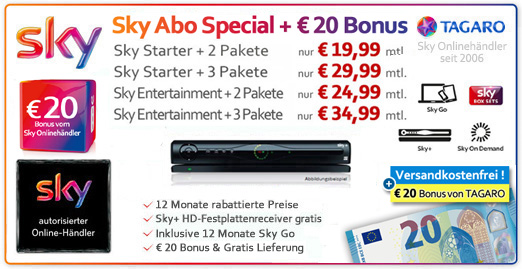 sky
Sky Abo Special + € 20 Bonus
TAGARO
Sky Onlinehändler
seit 2006
Sky Starter + 2 Pakete nur € 19,99 mtl
Sky Starter + 3 Pakete nur € 29,99 mtl.
Sky Entertainment + 2 Pakete nur € 24,99 mtl.
Sky Entertainment + 3 Pakete nur € 34,99 mtl.
€ 20
Bonus vom
Sky Onlinehändler
Sky Go
sky
BOX SETS
Sky+
Sky On Demand
sky
autorisierter
Online-Händler
Abbildungsbeispiel
12 Monate rabattierte Preise
Sky+ HD-Festplattenreceiver gratis
Inklusive 12 Monate Sky Go
€ 20 Bonus & Gratis Lieferung
Versandkostenfrei !
+ € 20 Bonus von TAGARO
20